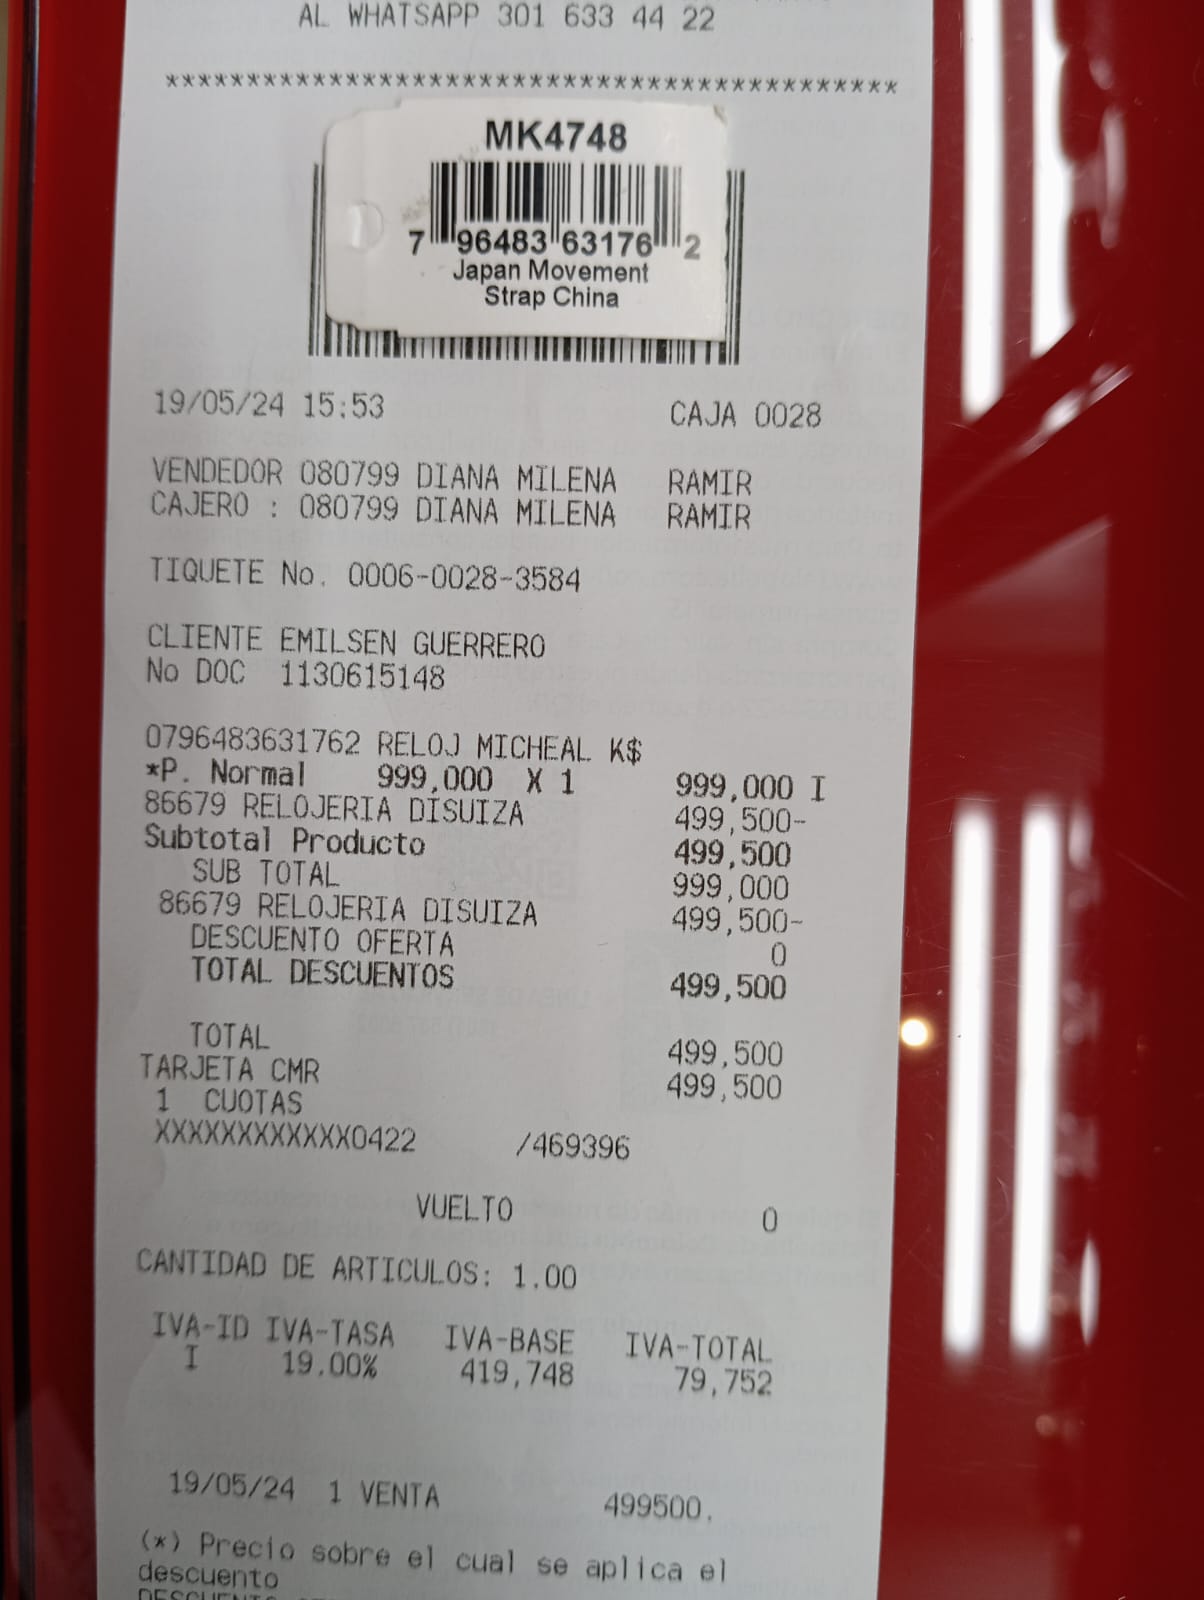 AL WHATSAPP 301 633 44 22
*********************************************
MK4748
7 96483 63176 2
Japan Movement
Strap China
19/05/24 15:53 CAJA 0028
VENDEDOR 080799 DIANA MILENA RAMIR
CAJERO : 080799 DIANA MILENA RAMIR
TIQUETE No. 0006-0028-3584
CLIENTE EMILSEN GUERRERO
No DOC 1130615148
0796483631762 RELOJ MICHEAL K$
*P. Normal 999,000 X 1 999,000 I
86679 RELOJERIA DISUIZA 499,500-
Subtotal Producto 499,500
SUB TOTAL 999,000
86679 RELOJERIA DISUIZA 499,500-
DESCUENTO OFERTA 0
TOTAL DESCUENTOS 499,500
TOTAL 499,500
TARJETA CMR 499,500
1 CUOTAS
XXXXXXXXXXXX0422 /469396
VUELTO 0
CANTIDAD DE ARTICULOS: 1.00
IVA-ID IVA-TASA IVA-BASE IVA-TOTAL
I 19.00% 419,748 79,752
19/05/24 1 VENTA 499500.
(*) Precio sobre el cual se aplica el
descuento